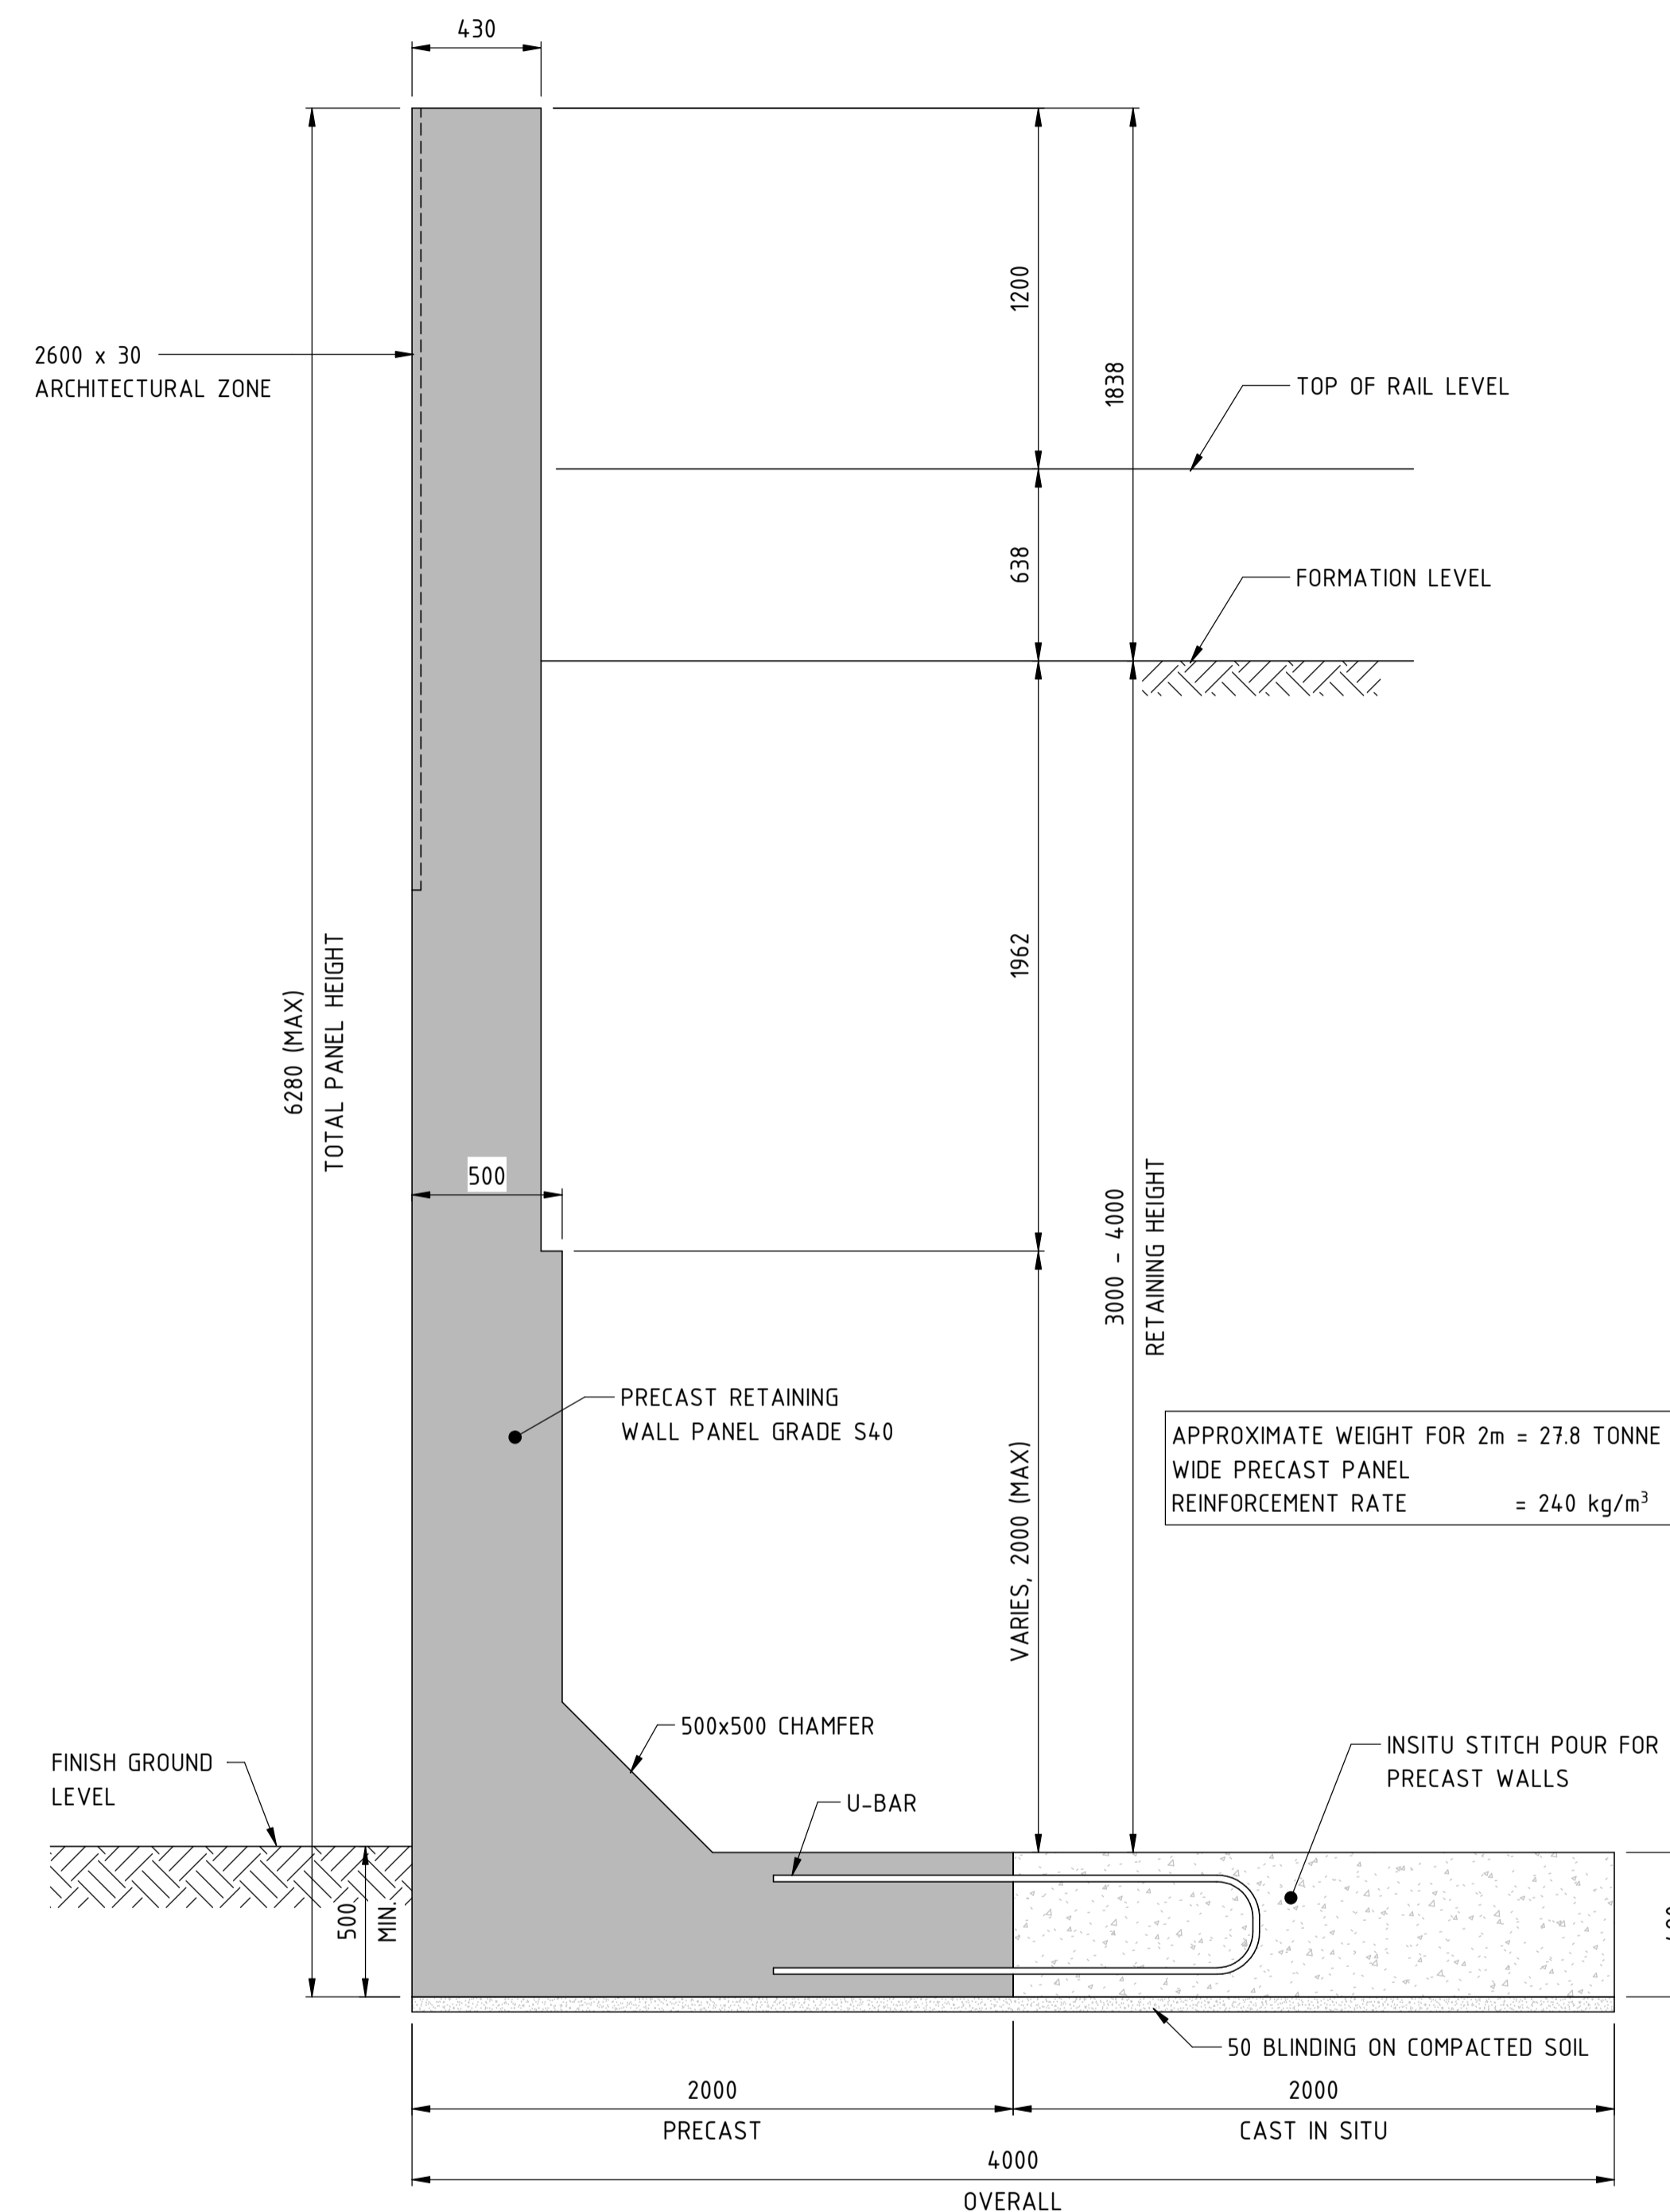 430
2600 x 30
ARCHITECTURAL ZONE
1200
1838
TOP OF RAIL LEVEL
638
FORMATION LEVEL
6280 (MAX)
TOTAL PANEL HEIGHT
1962
500
3000 - 4000
RETAINING HEIGHT
PRECAST RETAINING
WALL PANEL GRADE S40
VARIES, 2000 (MAX)
APPROXIMATE WEIGHT FOR 2m = 27.8 TONNE
WIDE PRECAST PANEL
REINFORCEMENT RATE = 240 kg/m³
500x500 CHAMFER
FINISH GROUND
LEVEL
U-BAR
INSITU STITCH POUR FOR
PRECAST WALLS
500
MIN.
50 BLINDING ON COMPACTED SOIL
2000
PRECAST
2000
CAST IN SITU
4000
OVERALL